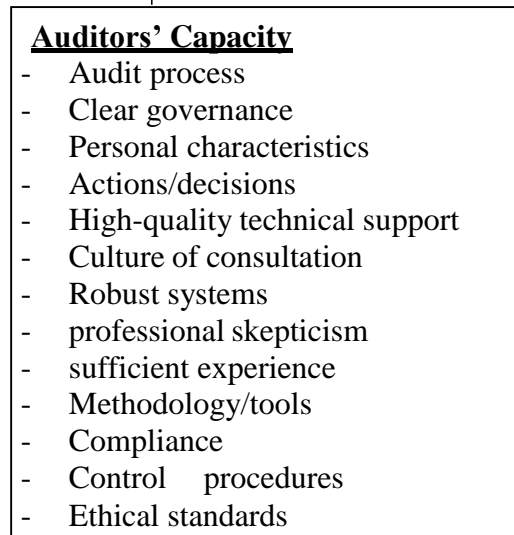 Auditors’ Capacity
- Audit process
- Clear governance
- Personal characteristics
- Actions/decisions
- High-quality technical support
- Culture of consultation
- Robust systems
- professional skepticism
- sufficient experience
- Methodology/tools
- Compliance
- Control procedures
- Ethical standards